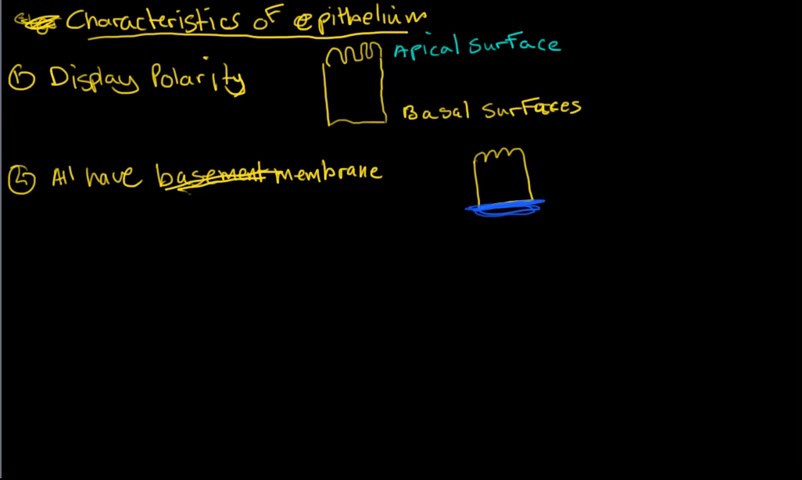 Characteristics of epithelium
① Display Polarity
Apical Surface
Basal Surfaces
② All have basement membrane